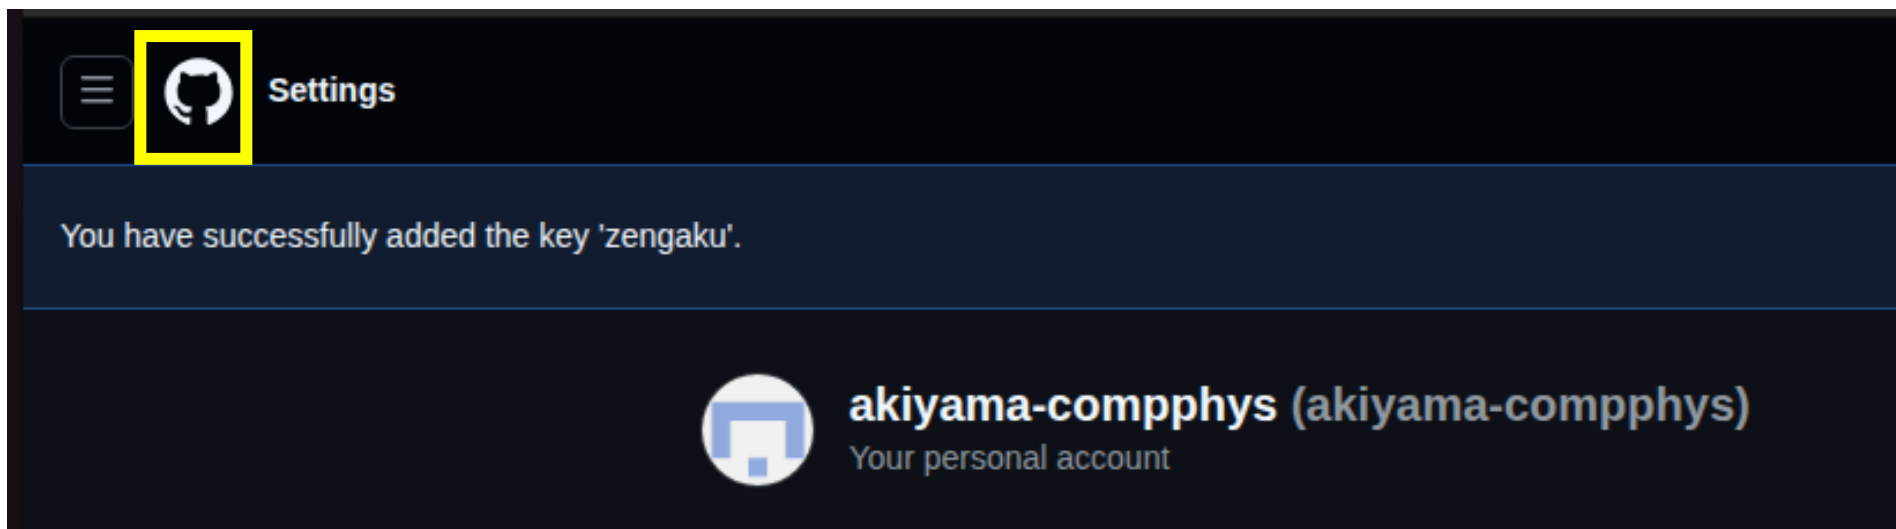 Settings
You have successfully added the key 'zengaku'.
akiyama-compphys (akiyama-compphys)
Your personal account